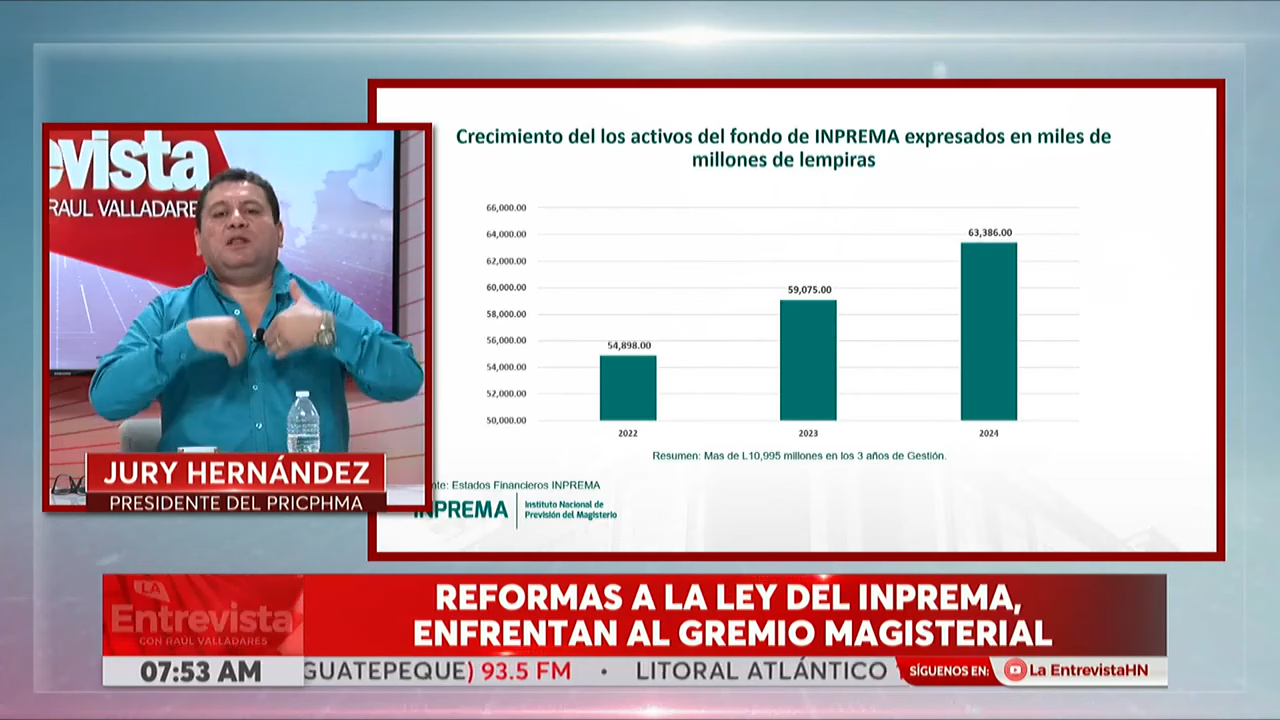 Crecimiento del los activos del fondo de INPREMA expresados en miles de
millones de lempiras
66,000.00
64,000.00
62,000.00
60,000.00
58,000.00
56,000.00
54,000.00
52,000.00
50,000.00
54,898.00
59,075.00
63,386.00
2022
2023
2024
Resumen: Mas de L10,995 millones en los 3 años de Gestión.
nte: Estados Financieros INPREMA
INPREMA
Instituto Nacional de
Previsión del Magisterio
evista
RAUL VALLADARE
SAMSUNG
JURY HERNÁNDEZ
PRESIDENTE DEL PRICPHMA
LA
Entrevista
CON RAÚL VALLADARES
REFORMAS A LA LEY DEL INPREMA,
ENFRENTAN AL GREMIO MAGISTERIAL
07:53 AM
GUATEPEQUE) 93.5 FM • LITORAL ATLÁNTICO
SÍGUENOS EN:
La EntrevistaHN